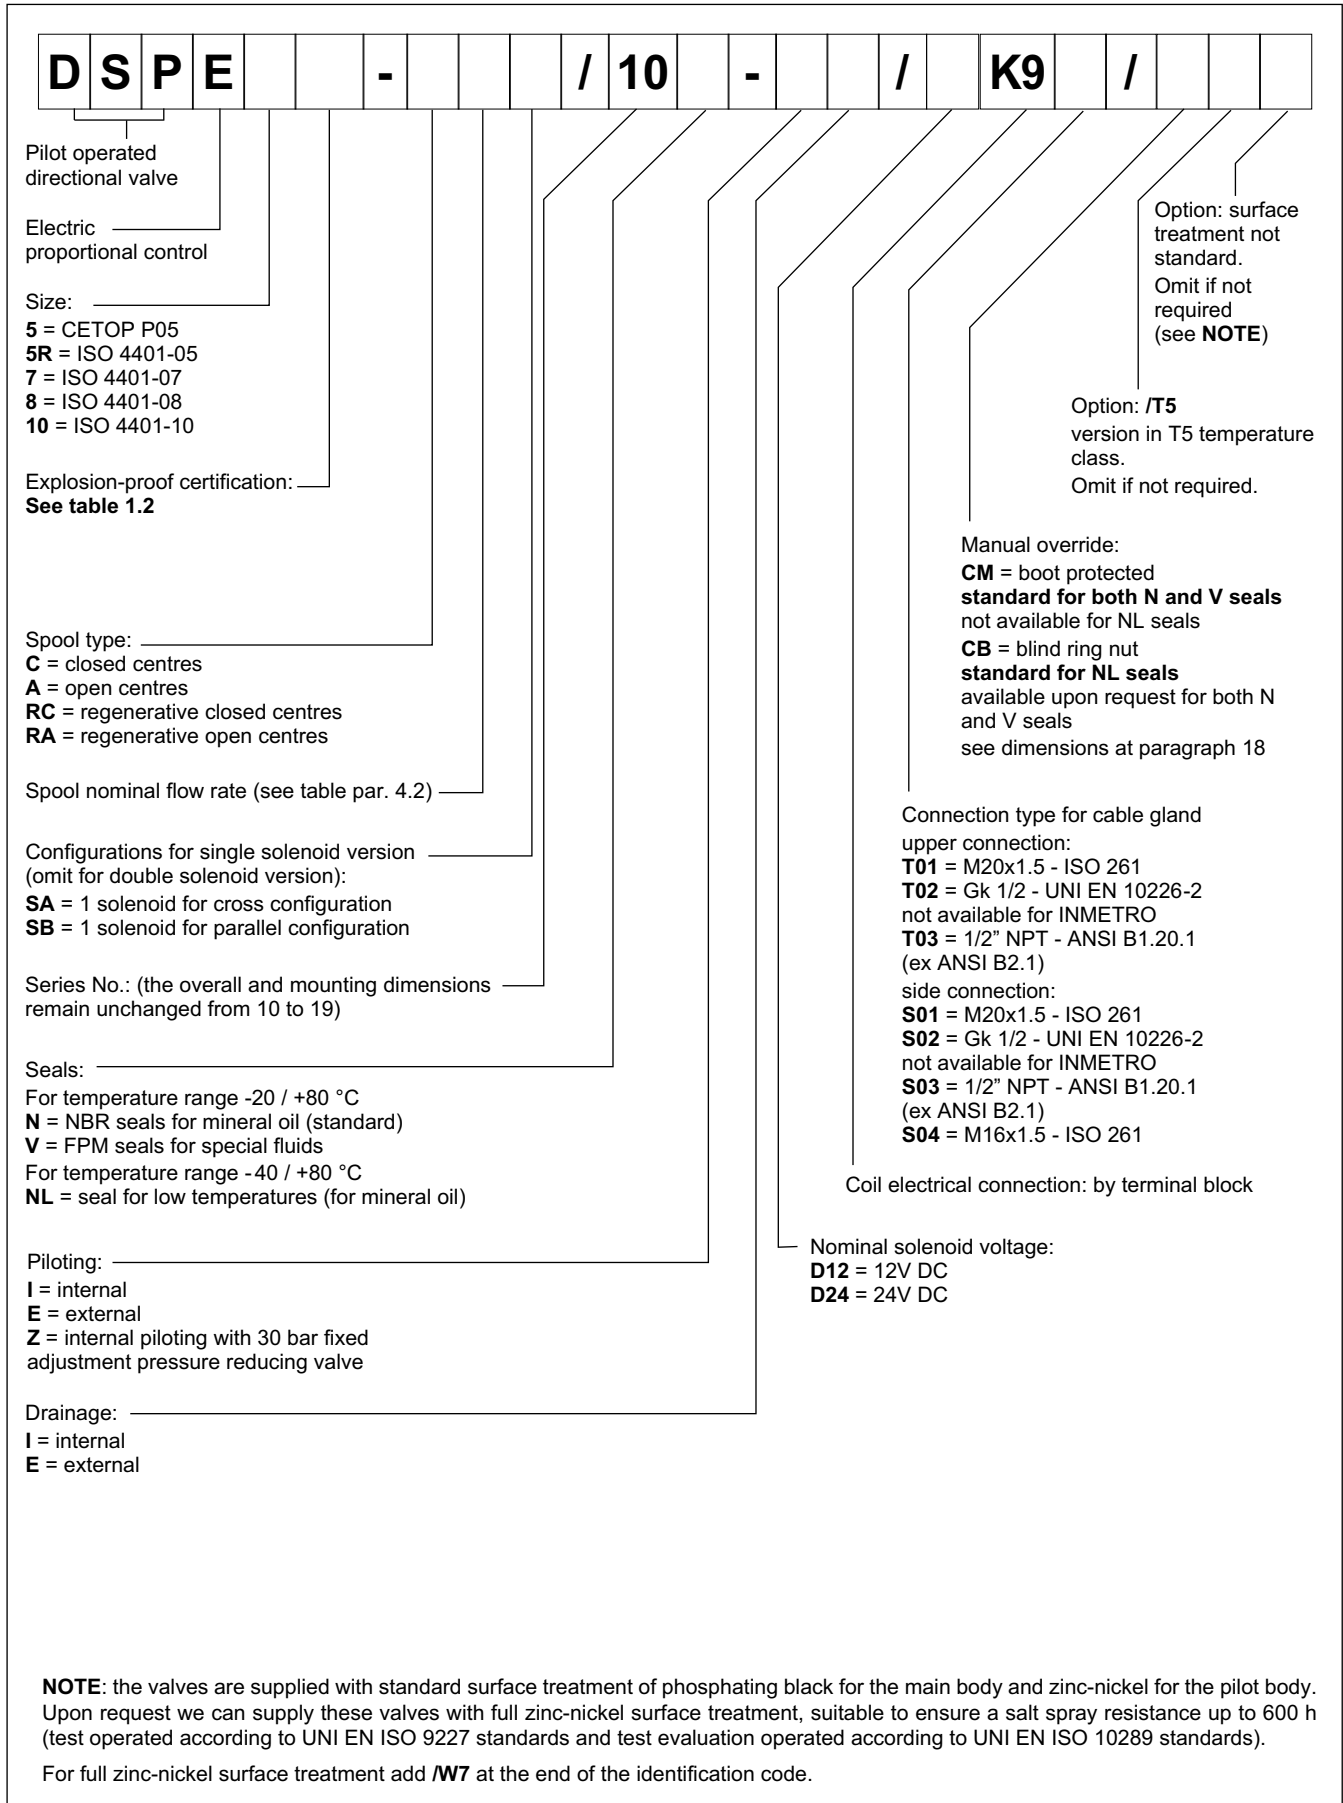 D S P E - / 10 - / K9 /
Pilot operated
directional valve
Electric
proportional control
Size:
5 = CETOP P05
5R = ISO 4401-05
7 = ISO 4401-07
8 = ISO 4401-08
10 = ISO 4401-10
Explosion-proof certification:
See table 1.2
Spool type:
C = closed centres
A = open centres
RC = regenerative closed centres
RA = regenerative open centres
Spool nominal flow rate (see table par. 4.2)
Configurations for single solenoid version
(omit for double solenoid version):
SA = 1 solenoid for cross configuration
SB = 1 solenoid for parallel configuration
Series No.: (the overall and mounting dimensions
remain unchanged from 10 to 19)
Seals:
For temperature range -20 / +80 °C
N = NBR seals for mineral oil (standard)
V = FPM seals for special fluids
For temperature range -40 / +80 °C
NL = seal for low temperatures (for mineral oil)
Piloting:
I = internal
E = external
Z = internal piloting with 30 bar fixed
adjustment pressure reducing valve
Drainage:
I = internal
E = external
Option: surface
treatment not
standard.
Omit if not
required
(see NOTE)
Option: /T5
version in T5 temperature
class.
Omit if not required.
Manual override:
CM = boot protected
standard for both N and V seals
not available for NL seals
CB = blind ring nut
standard for NL seals
available upon request for both N
and V seals
see dimensions at paragraph 18
Connection type for cable gland
upper connection:
T01 = M20x1.5 - ISO 261
T02 = Gk 1/2 - UNI EN 10226-2
not available for INMETRO
T03 = 1/2” NPT - ANSI B1.20.1
(ex ANSI B2.1)
side connection:
S01 = M20x1.5 - ISO 261
S02 = Gk 1/2 - UNI EN 10226-2
not available for INMETRO
S03 = 1/2” NPT - ANSI B1.20.1
(ex ANSI B2.1)
S04 = M16x1.5 - ISO 261
Coil electrical connection: by terminal block
Nominal solenoid voltage:
D12 = 12V DC
D24 = 24V DC
NOTE: the valves are supplied with standard surface treatment of phosphating black for the main body and zinc-nickel for the pilot body.
Upon request we can supply these valves with full zinc-nickel surface treatment, suitable to ensure a salt spray resistance up to 600 h
(test operated according to UNI EN ISO 9227 standards and test evaluation operated according to UNI EN ISO 10289 standards).
For full zinc-nickel surface treatment add /W7 at the end of the identification code.